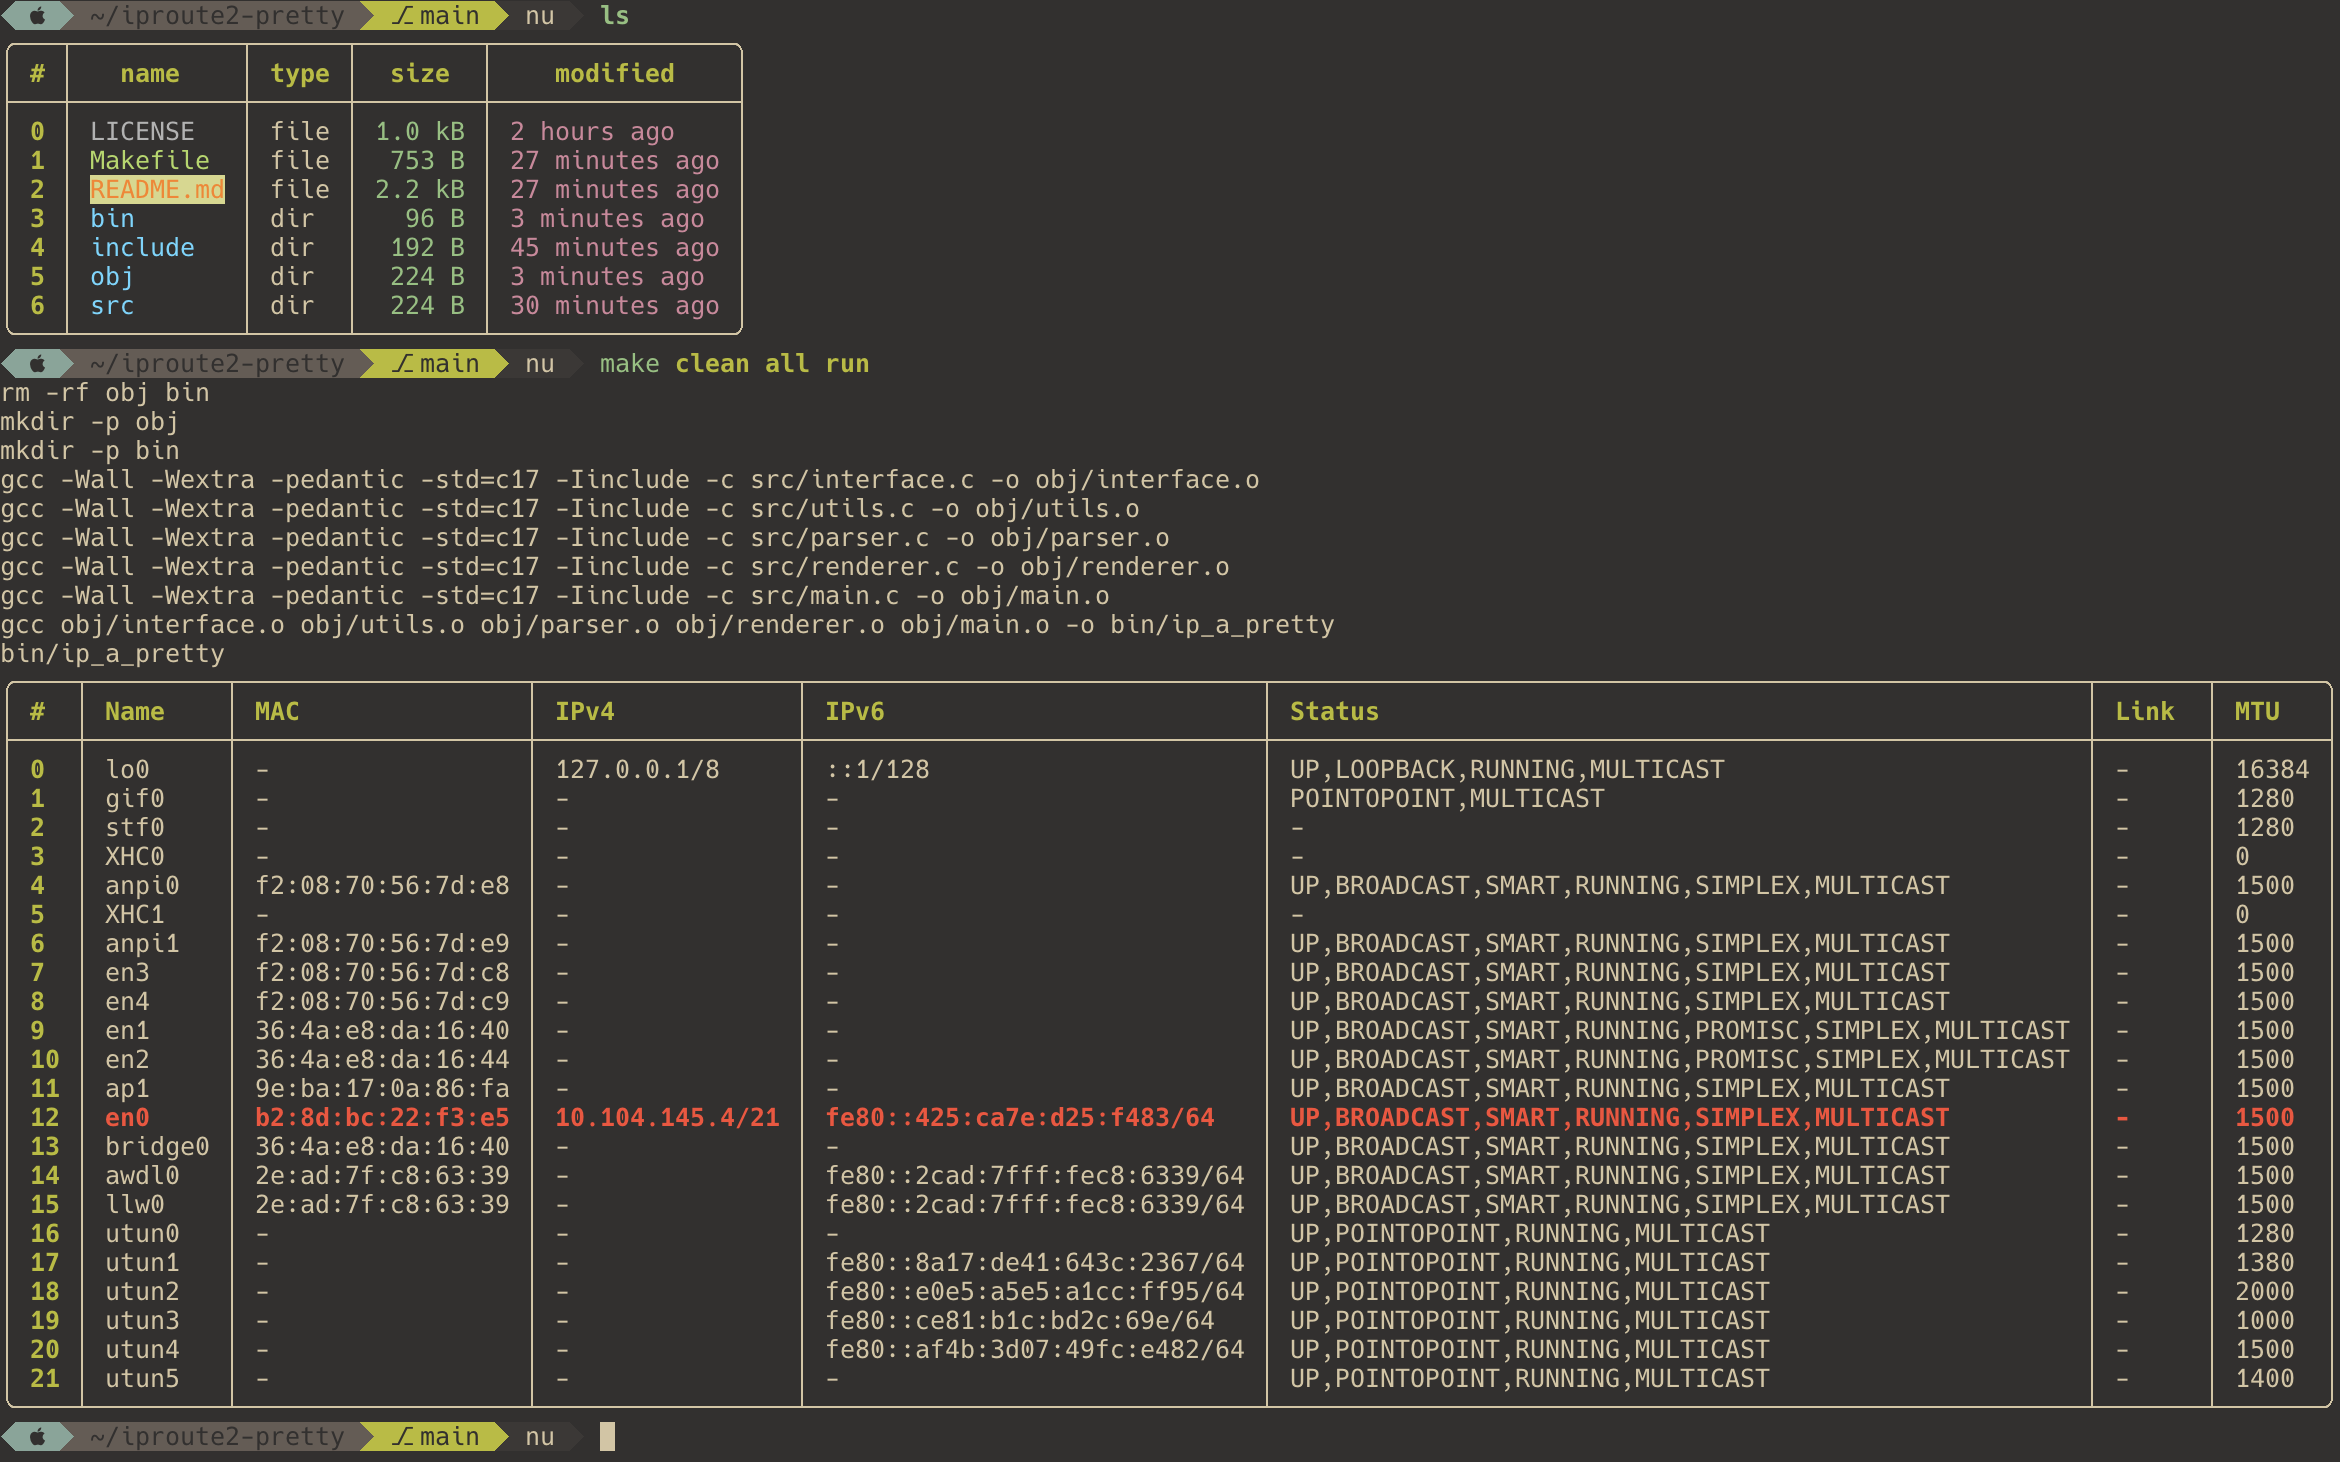 ~/iproute2-pretty main nu ls
# name type size modified
0 LICENSE file 1.0 kB 2 hours ago
1 Makefile file 753 B 27 minutes ago
2 README.md file 2.2 kB 27 minutes ago
3 bin dir 96 B 3 minutes ago
4 include dir 192 B 45 minutes ago
5 obj dir 224 B 3 minutes ago
6 src dir 224 B 30 minutes ago
~/iproute2-pretty main nu make clean all run
rm -rf obj bin
mkdir -p obj
mkdir -p bin
gcc -Wall -Wextra -pedantic -std=c17 -Iinclude -c src/interface.c -o obj/interface.o
gcc -Wall -Wextra -pedantic -std=c17 -Iinclude -c src/utils.c -o obj/utils.o
gcc -Wall -Wextra -pedantic -std=c17 -Iinclude -c src/parser.c -o obj/parser.o
gcc -Wall -Wextra -pedantic -std=c17 -Iinclude -c src/renderer.c -o obj/renderer.o
gcc -Wall -Wextra -pedantic -std=c17 -Iinclude -c src/main.c -o obj/main.o
gcc obj/interface.o obj/utils.o obj/parser.o obj/renderer.o obj/main.o -o bin/ip_a_pretty
bin/ip_a_pretty
# Name MAC IPv4 IPv6 Status Link MTU
0 lo0 - 127.0.0.1/8 ::1/128 UP,LOOPBACK,RUNNING,MULTICAST - 16384
1 gif0 - - - POINTOPOINT,MULTICAST - 1280
2 stf0 - - - - - 1280
3 XHC0 - - - - - 0
4 anpi0 f2:08:70:56:7d:e8 - - UP,BROADCAST,SMART,RUNNING,SIMPLEX,MULTICAST - 1500
5 XHC1 - - - - - 0
6 anpi1 f2:08:70:56:7d:e9 - - UP,BROADCAST,SMART,RUNNING,SIMPLEX,MULTICAST - 1500
7 en3 f2:08:70:56:7d:c8 - - UP,BROADCAST,SMART,RUNNING,SIMPLEX,MULTICAST - 1500
8 en4 f2:08:70:56:7d:c9 - - UP,BROADCAST,SMART,RUNNING,SIMPLEX,MULTICAST - 1500
9 en1 36:4a:e8:da:16:40 - - UP,BROADCAST,SMART,RUNNING,PROMISC,SIMPLEX,MULTICAST - 1500
10 en2 36:4a:e8:da:16:44 - - UP,BROADCAST,SMART,RUNNING,PROMISC,SIMPLEX,MULTICAST - 1500
11 ap1 9e:ba:17:0a:86:fa - - UP,BROADCAST,SMART,RUNNING,SIMPLEX,MULTICAST - 1500
12 en0 b2:8d:bc:22:f3:e5 10.104.145.4/21 fe80::425:ca7e:d25:f483/64 UP,BROADCAST,SMART,RUNNING,SIMPLEX,MULTICAST - 1500
13 bridge0 36:4a:e8:da:16:40 - - UP,BROADCAST,SMART,RUNNING,SIMPLEX,MULTICAST - 1500
14 awdl0 2e:ad:7f:c8:63:39 - fe80::2cad:7fff:fec8:6339/64 UP,BROADCAST,SMART,RUNNING,SIMPLEX,MULTICAST - 1500
15 llw0 2e:ad:7f:c8:63:39 - fe80::2cad:7fff:fec8:6339/64 UP,BROADCAST,SMART,RUNNING,SIMPLEX,MULTICAST - 1500
16 utun0 - - - UP,POINTOPOINT,RUNNING,MULTICAST - 1280
17 utun1 - - fe80::8a17:de41:643c:2367/64 UP,POINTOPOINT,RUNNING,MULTICAST - 1380
18 utun2 - - fe80::e0e5:a5e5:a1cc:ff95/64 UP,POINTOPOINT,RUNNING,MULTICAST - 2000
19 utun3 - - fe80::ce81:b1c:bd2c:69e/64 UP,POINTOPOINT,RUNNING,MULTICAST - 1000
20 utun4 - - fe80::af4b:3d07:49fc:e482/64 UP,POINTOPOINT,RUNNING,MULTICAST - 1500
21 utun5 - - - UP,POINTOPOINT,RUNNING,MULTICAST - 1400
~/iproute2-pretty main nu